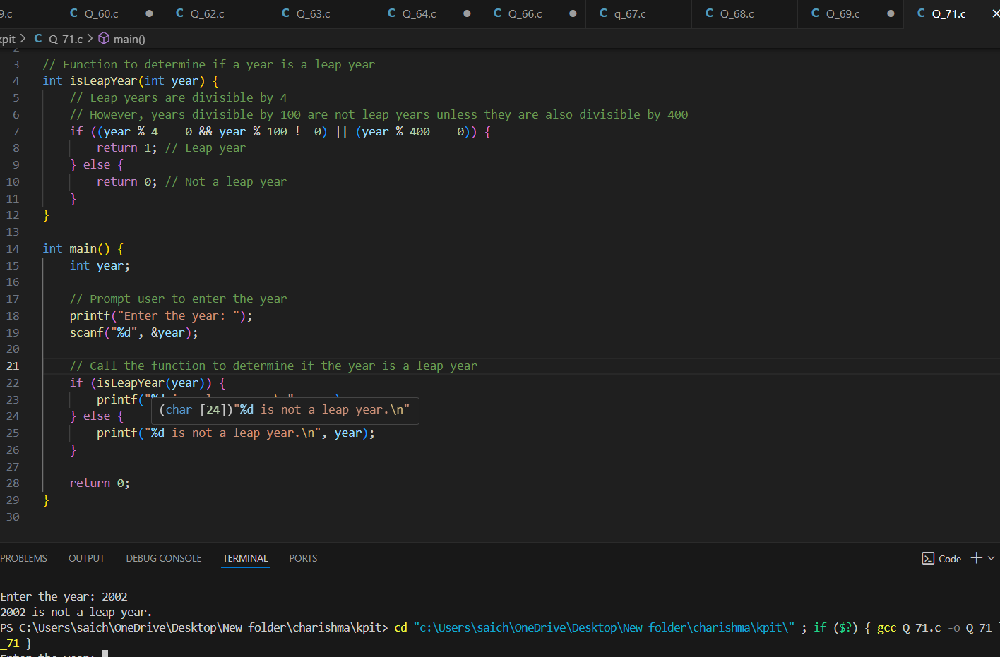 9.c Q_60.c Q_62.c Q_63.c Q_64.c Q_66.c q_67.c Q_68.c Q_69.c Q_71.c
kpit > C Q_71.c > main()
2
3 // Function to determine if a year is a leap year
4 int isLeapYear(int year) {
5 // Leap years are divisible by 4
6 // However, years divisible by 100 are not leap years unless they are also divisible by 400
7 if ((year % 4 == 0 && year % 100 != 0) || (year % 400 == 0)) {
8 return 1; // Leap year
9 } else {
10 return 0; // Not a leap year
11 }
12 }
13
14 int main() {
15 int year;
16
17 // Prompt user to enter the year
18 printf("Enter the year: ");
19 scanf("%d", &year);
20
21 // Call the function to determine if the year is a leap year
22 if (isLeapYear(year)) {
23 printf("
(char [24])"%d is not a leap year.\n"
24 } else {
25 printf("%d is not a leap year.\n", year);
26 }
27
28 return 0;
29 }
30
PROBLEMS OUTPUT DEBUG CONSOLE TERMINAL PORTS Code
Enter the year: 2002
2002 is not a leap year.
PS C:\Users\saich\OneDrive\Desktop\New folder\charishma\kpit> cd "c:\Users\saich\OneDrive\Desktop\New folder\charishma\kpit\" ; if ($?) { gcc Q_71.c -o Q_71 }
_71 }
Enter the year: